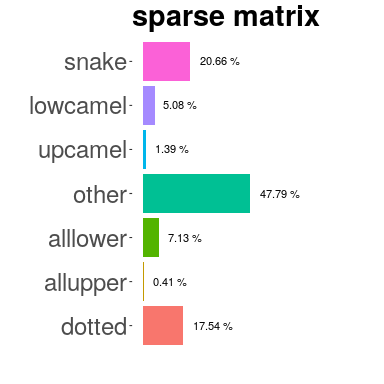 sparse matrix
snake 20.66 %
lowcamel 5.08 %
upcamel 1.39 %
other 47.79 %
alllower 7.13 %
allupper 0.41 %
dotted 17.54 %